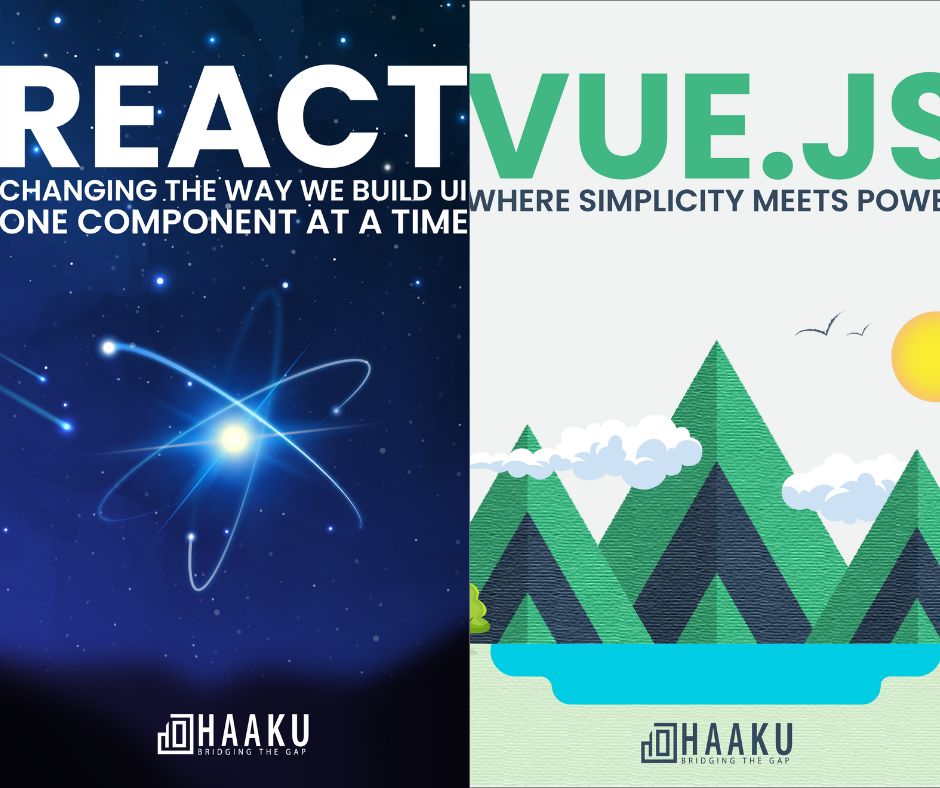 REACT
CHANGING THE WAY WE BUILD UI
ONE COMPONENT AT A TIME
HAAKU
BRIDGING THE GAP
VUE.JS
WHERE SIMPLICITY MEETS POWE
HAAKU
BRIDGING THE GAP